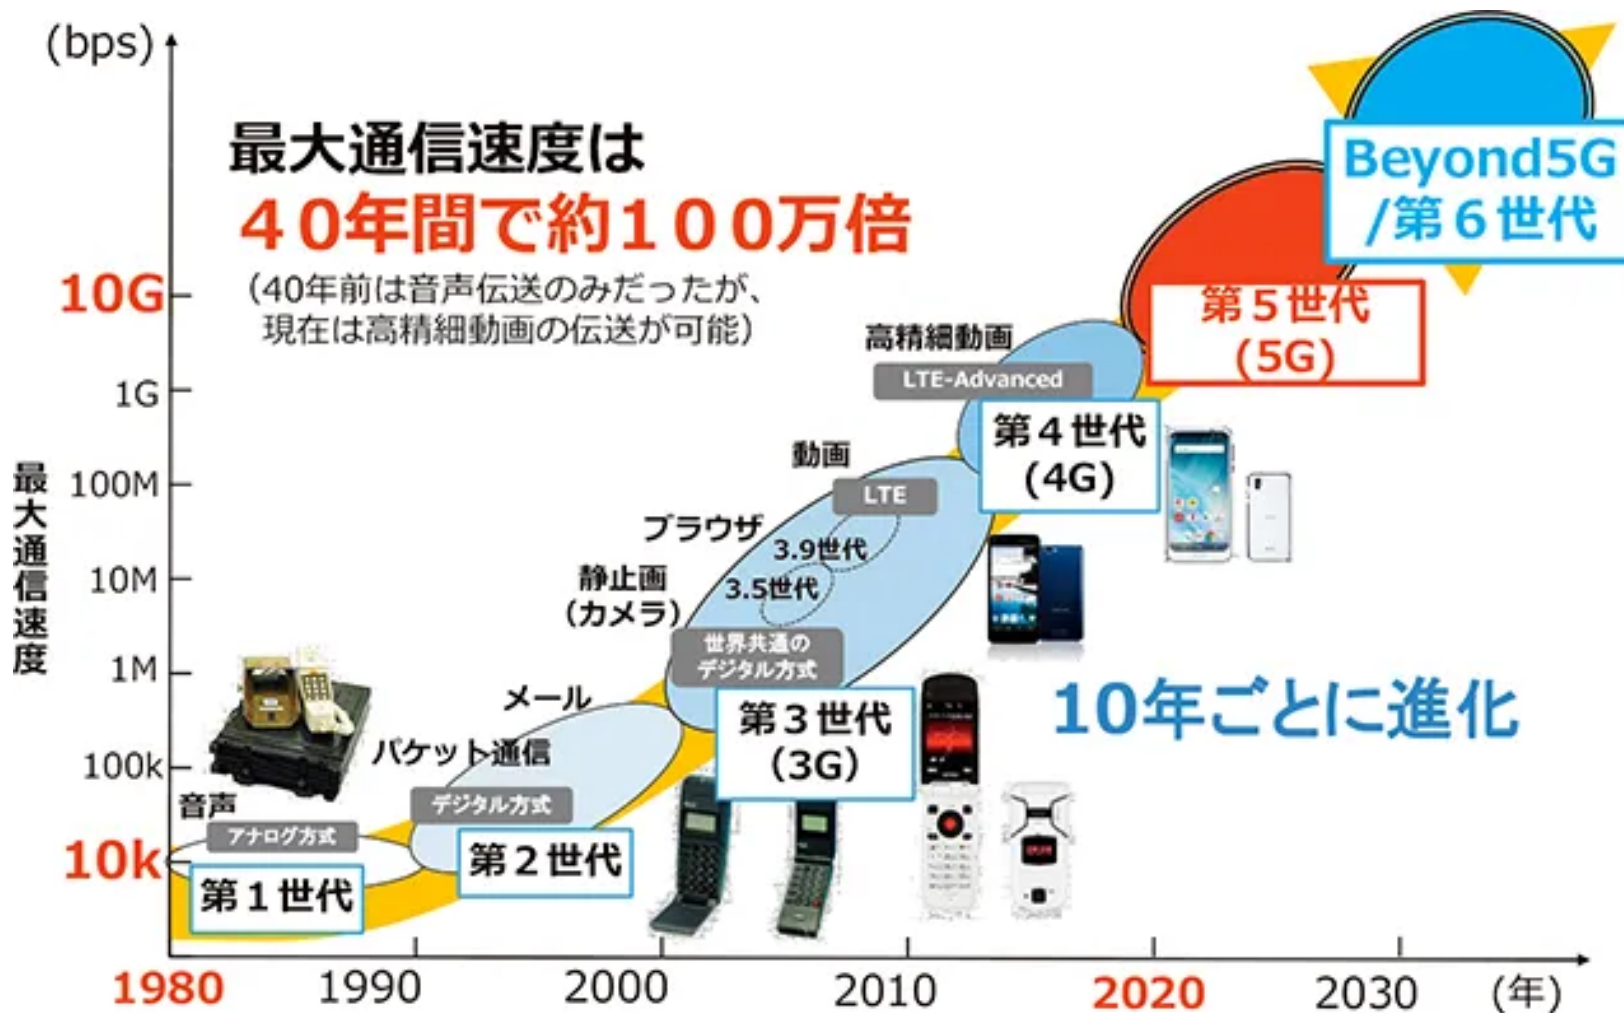 (bps)
最大通信速度は
４０年間で約１００万倍
（40年前は音声伝送のみだったが、
現在は高精細動画の伝送が可能）
Beyond5G
/第６世代
10G
1G
100M
10M
1M
100k
10k
最大通信速度
第５世代
(5G)
高精細動画
LTE-Advanced
第４世代
(4G)
動画
LTE
ブラウザ
3.9世代
静止画
（カメラ）
3.5世代
世界共通の
デジタル方式
第３世代
（3G）
メール
パケット通信
デジタル方式
第２世代
音声
アナログ方式
第１世代
10年ごとに進化
1980
1990
2000
2010
2020
2030
(年)